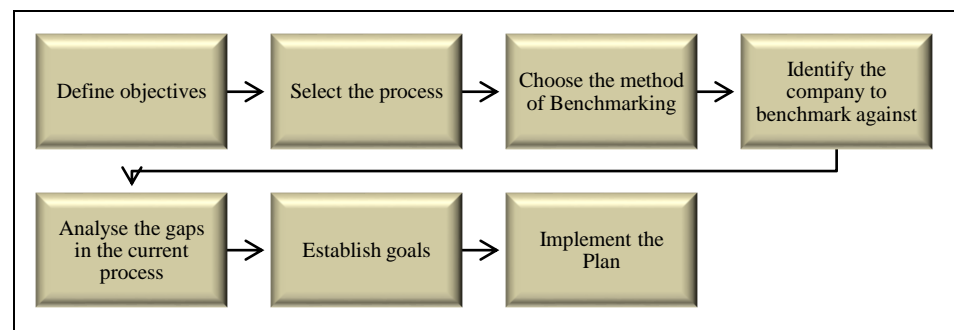 Define objectives
Select the process
Choose the method
of Benchmarking
Identify the
company to
benchmark against
Analyse the gaps
in the current
process
Establish goals
Implement the
Plan